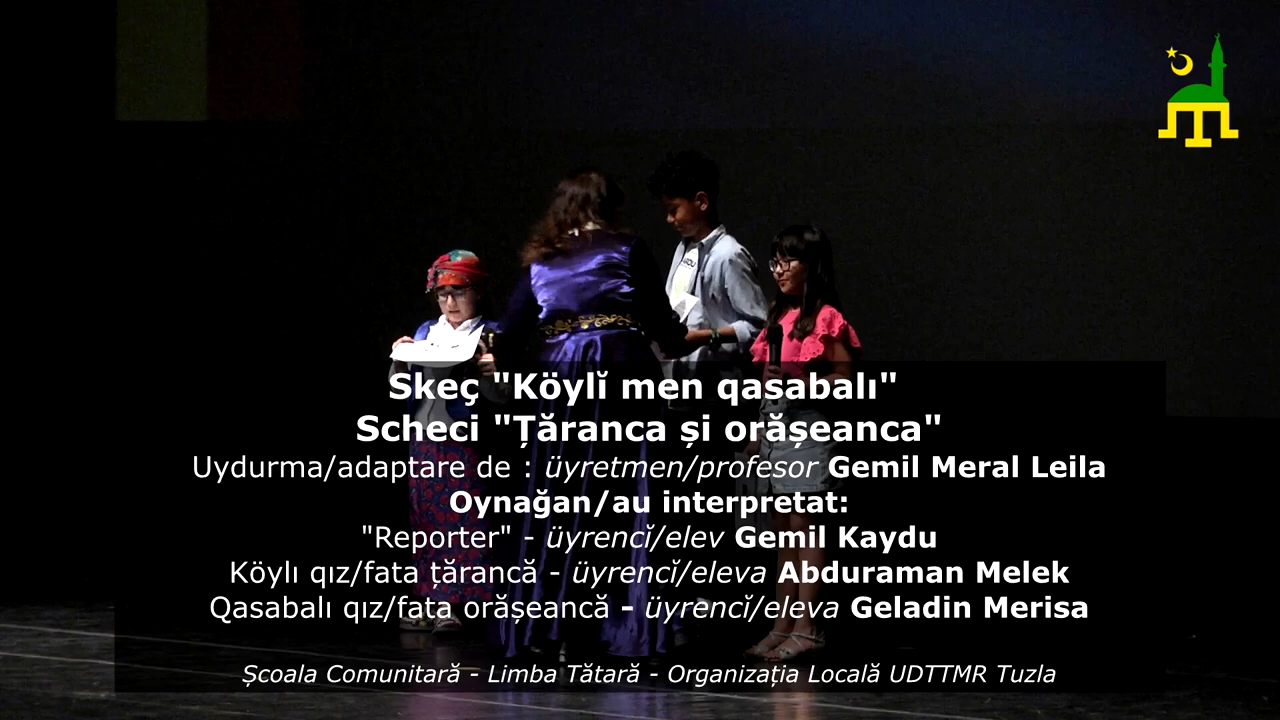 Skeç "Köylĭ men qasabalı"
Scheci "Țăranca și orășeanca"
Uydurma/adaptare de : üyretmen/profesor Gemil Meral Leila
Oynağan/au interpretat:
"Reporter" - üyrencĭ/elev Gemil Kaydu
Köylı qız/fata țărancă - üyrencĭ/eleva Abduraman Melek
Qasabalı qız/fata orășeancă - üyrencĭ/eleva Geladin Merisa
Școala Comunitară - Limba Tătară - Organizația Locală UDTTMR Tuzla